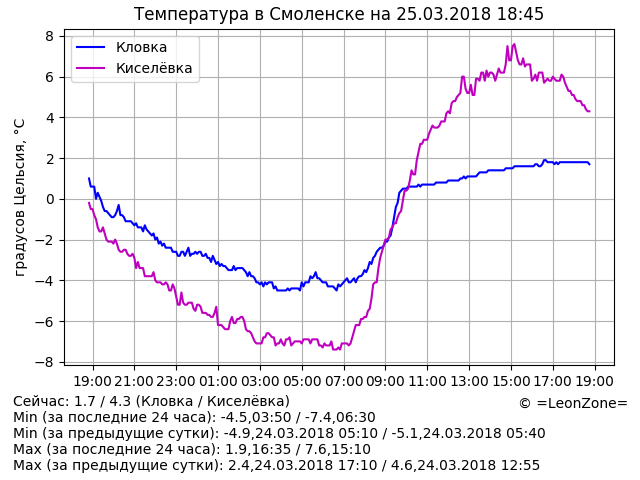 Температура в Смоленске на 25.03.2018 18:45
Кловка
Киселёвка
градусов Цельсия, °C
8
6
4
2
0
−2
−4
−6
−8
19:00 21:00 23:00 01:00 03:00 05:00 07:00 09:00 11:00 13:00 15:00 17:00 19:00
Сейчас: 1.7 / 4.3 (Кловка / Киселёвка)
© =LeonZone=
Min (за последние 24 часа): -4.5,03:50 / -7.4,06:30
Min (за предыдущие сутки): -4.9,24.03.2018 05:10 / -5.1,24.03.2018 05:40
Max (за последние 24 часа): 1.9,16:35 / 7.6,15:10
Max (за предыдущие сутки): 2.4,24.03.2018 17:10 / 4.6,24.03.2018 12:55